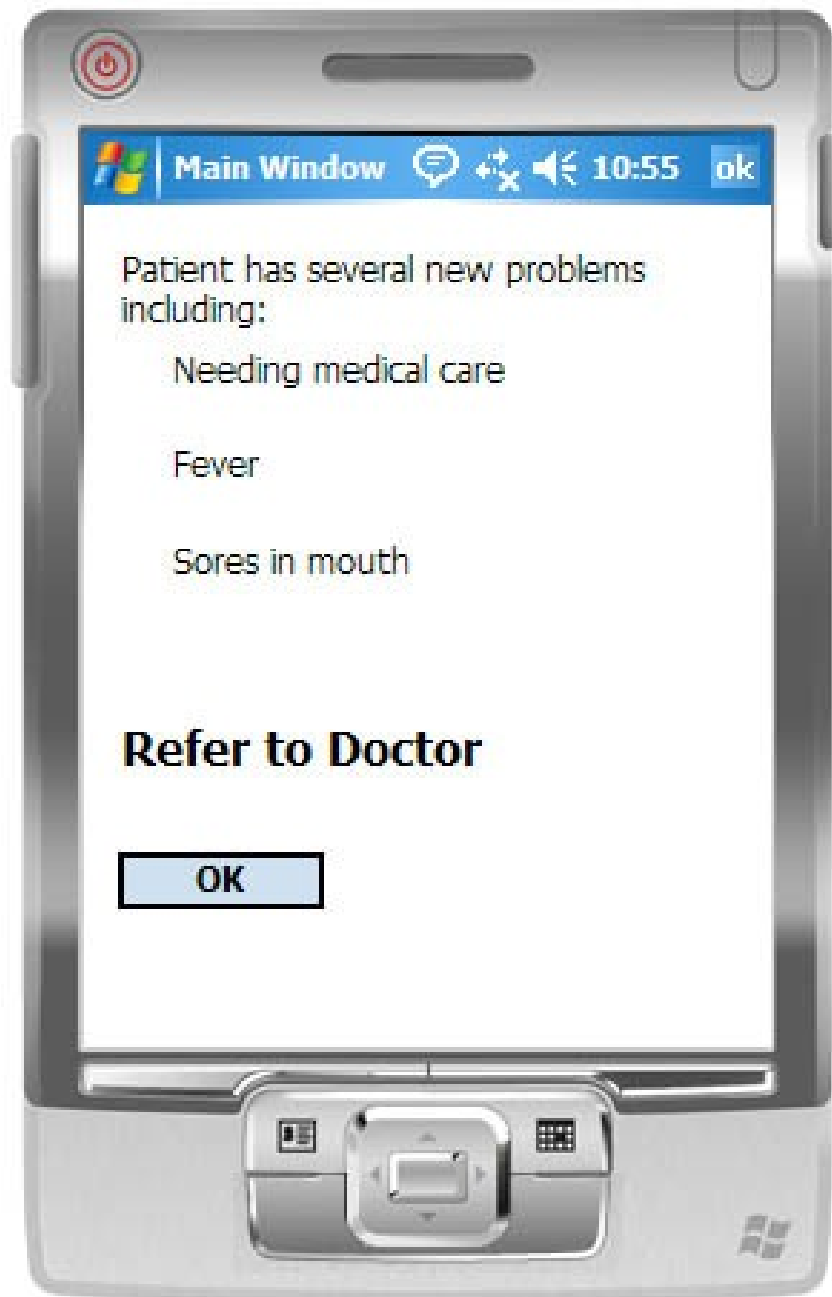 Main Window 10:55 ok
Patient has several new problems
including:
Needing medical care
Fever
Sores in mouth
Refer to Doctor
OK